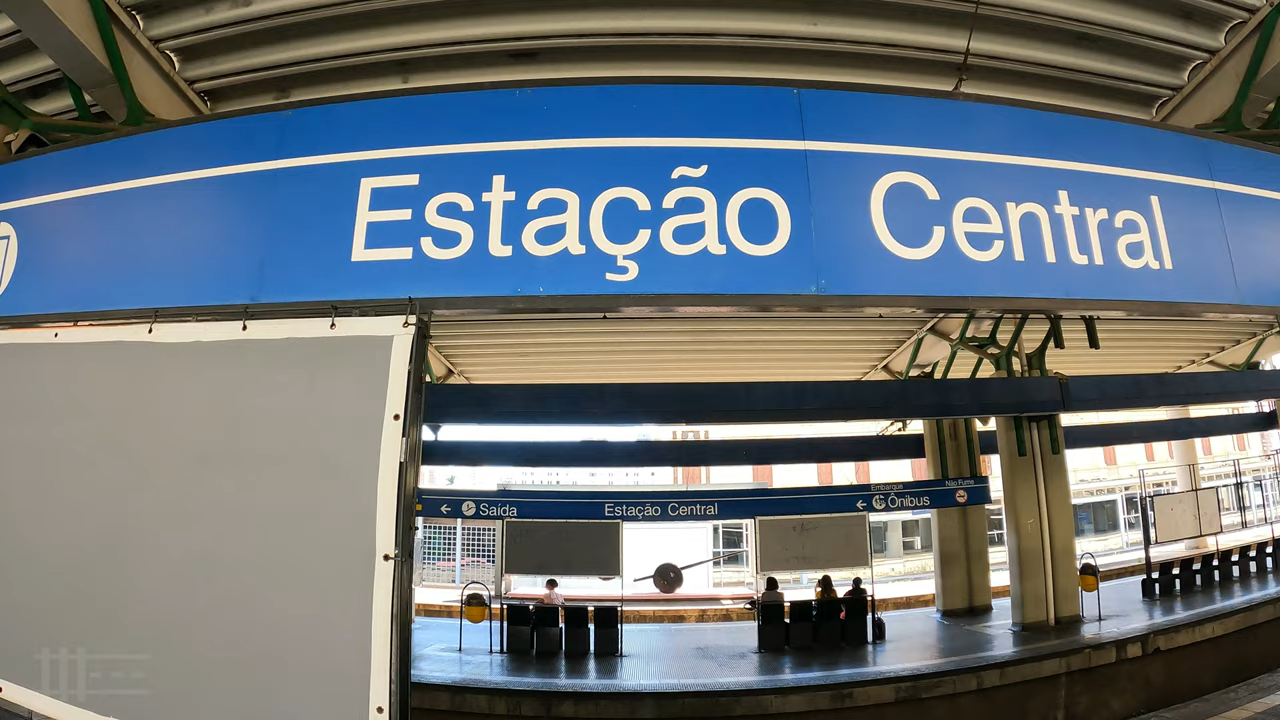 Estação Central
Embarque
Não Fume
← Saída
Estação Central
← Ônibus